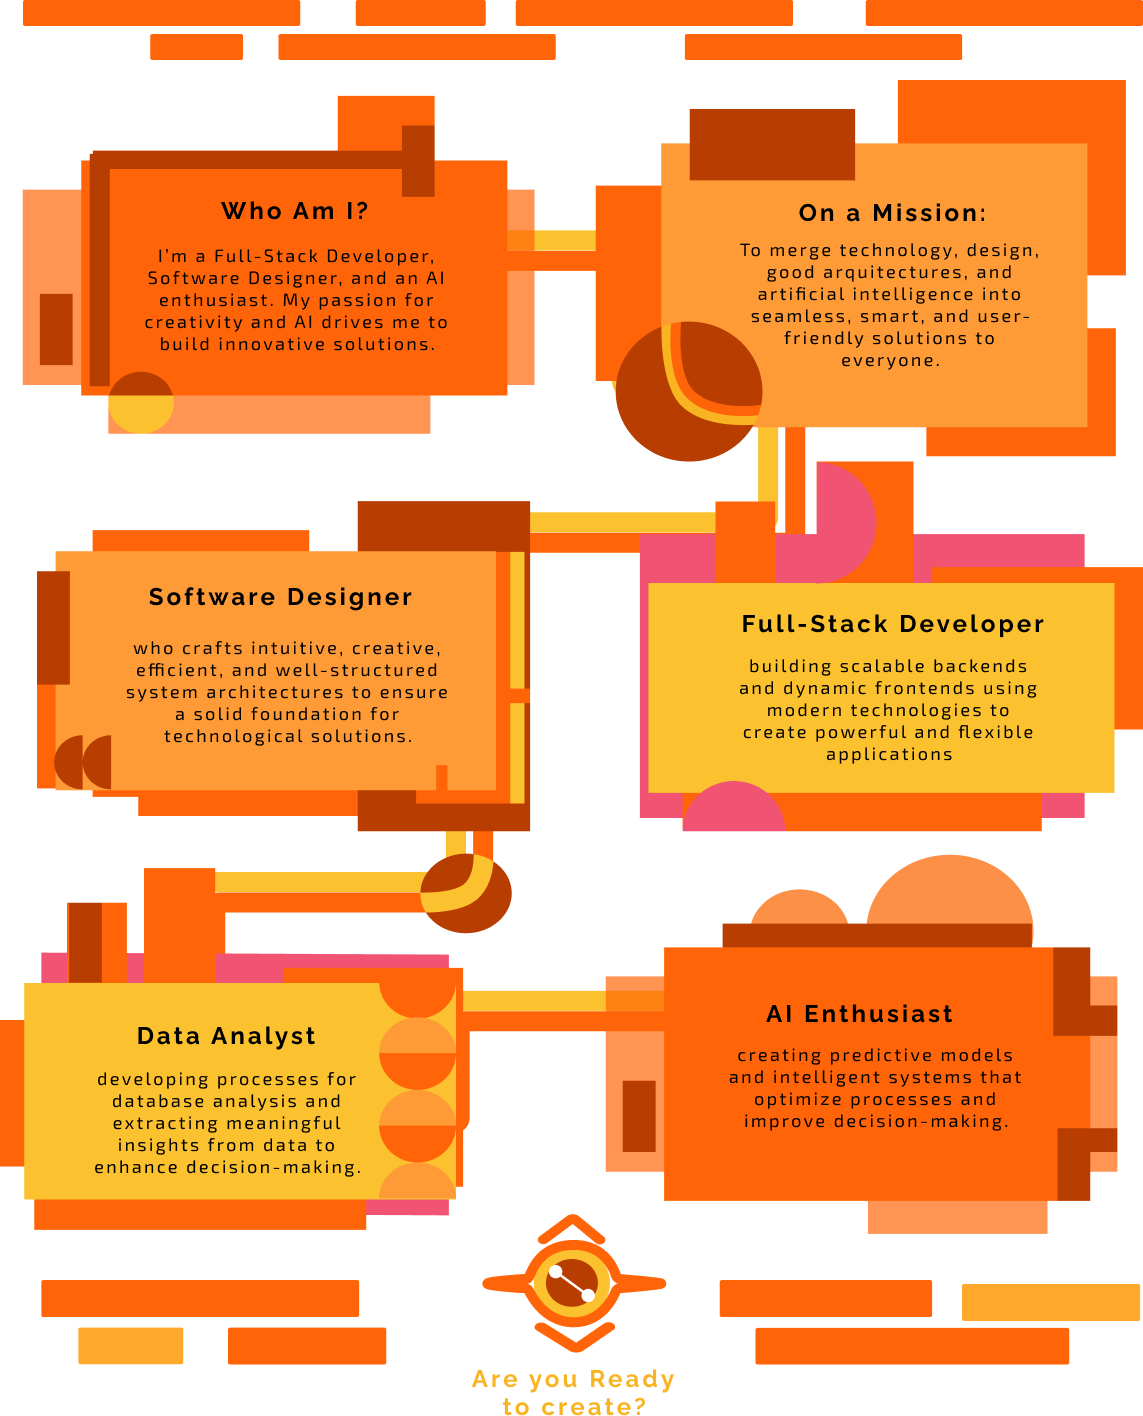 Who Am I?
I'm a Full-Stack Developer,
Software Designer, and an AI
enthusiast. My passion for
creativity and AI drives me to
build innovative solutions.
On a Mission:
To merge technology, design,
good arquitectures, and
artificial intelligence into
seamless, smart, and user-
friendly solutions to
everyone.
Software Designer
who crafts intuitive, creative,
efficient, and well-structured
system architectures to ensure
a solid foundation for
technological solutions.
Full-Stack Developer
building scalable backends
and dynamic frontends using
modern technologies to
create powerful and flexible
applications
Data Analyst
developing processes for
database analysis and
extracting meaningful
insights from data to
enhance decision-making.
AI Enthusiast
creating predictive models
and intelligent systems that
optimize processes and
improve decision-making.
Are you Ready
to create?